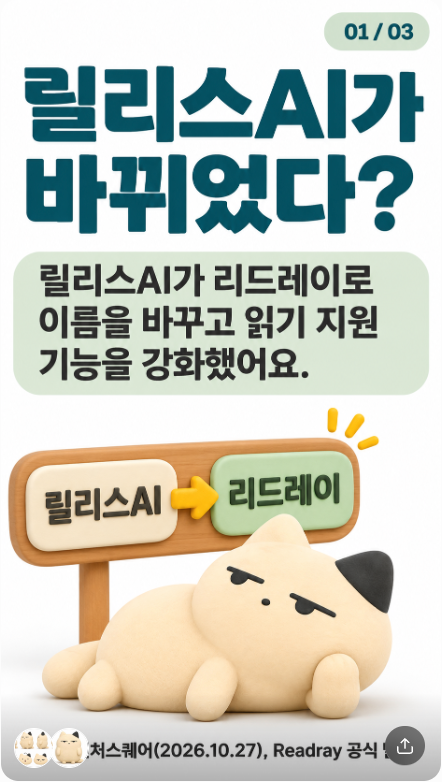 01 / 03
릴리스AI가
바뀌었다?
릴리스AI가 리드레이로
이름을 바꾸고 읽기 지원
기능을 강화했어요.
릴리스AI
리드레이
처스퀘어(2026.10.27), Readray 공식